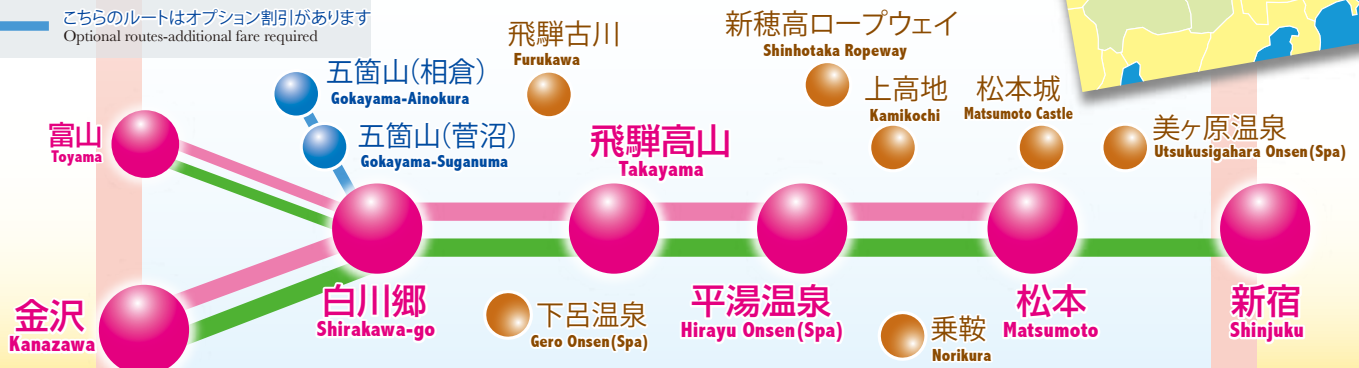 こちらのルートはオプション割引があります
Optional routes-additional fare required
飛騨古川
Furukawa
新穂高ロープウェイ
Shinhotaka Ropeway
五箇山(相倉)
Gokayama-Ainokura
上高地
Kamikochi
松本城
Matsumoto Castle
富山
Toyama
五箇山(菅沼)
Gokayama-Suganuma
飛騨高山
Takayama
美ヶ原温泉
Utsukusigahara Onsen(Spa)
金沢
Kanazawa
白川郷
Shirakawa-go
下呂温泉
Gero Onsen(Spa)
平湯温泉
Hirayu Onsen(Spa)
乗鞍
Norikura
松本
Matsumoto
新宿
Shinjuku